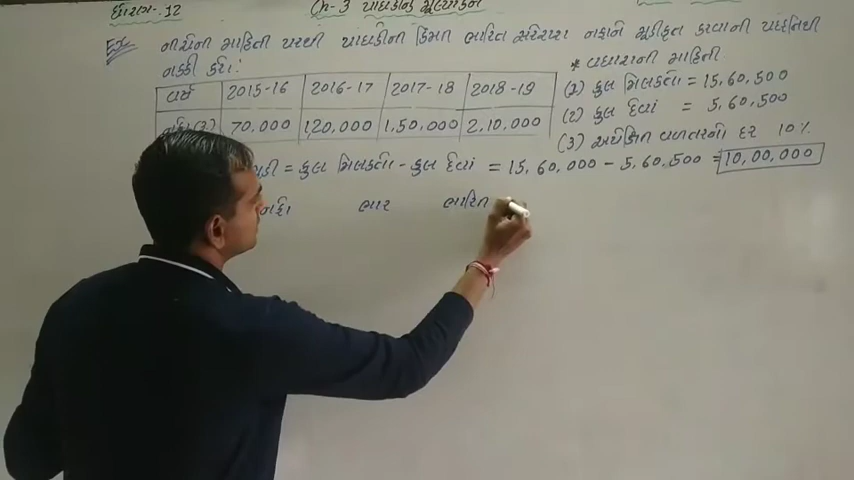 ધોરણ-12 Ch-3 પાઘડીનું મૂલ્યાંકન
Ex નીચેની માહિતી પરથી પાઘડીની કિંમત ભારિત સરેરાશ નફાને મૂડીકૃત કરવાની પદ્ધતિથી
નક્કી કરો:
વર્ષ 2015-16 2016-17 2017-18 2018-19
70,000 1,20,000 1,50,000 2,10,000
* વધારાની માહિતી
(1) કુલ મિલકતો = 15,60,500
(2) કુલ દેવાં = 5,60,500
(3) અપેક્ષિત વળતરનો દર 10%
= કુલ મિલકતો - કુલ દેવાં = 15,60,000 - 5,60,500 = 10,00,000
નફો ભાર ભારિત